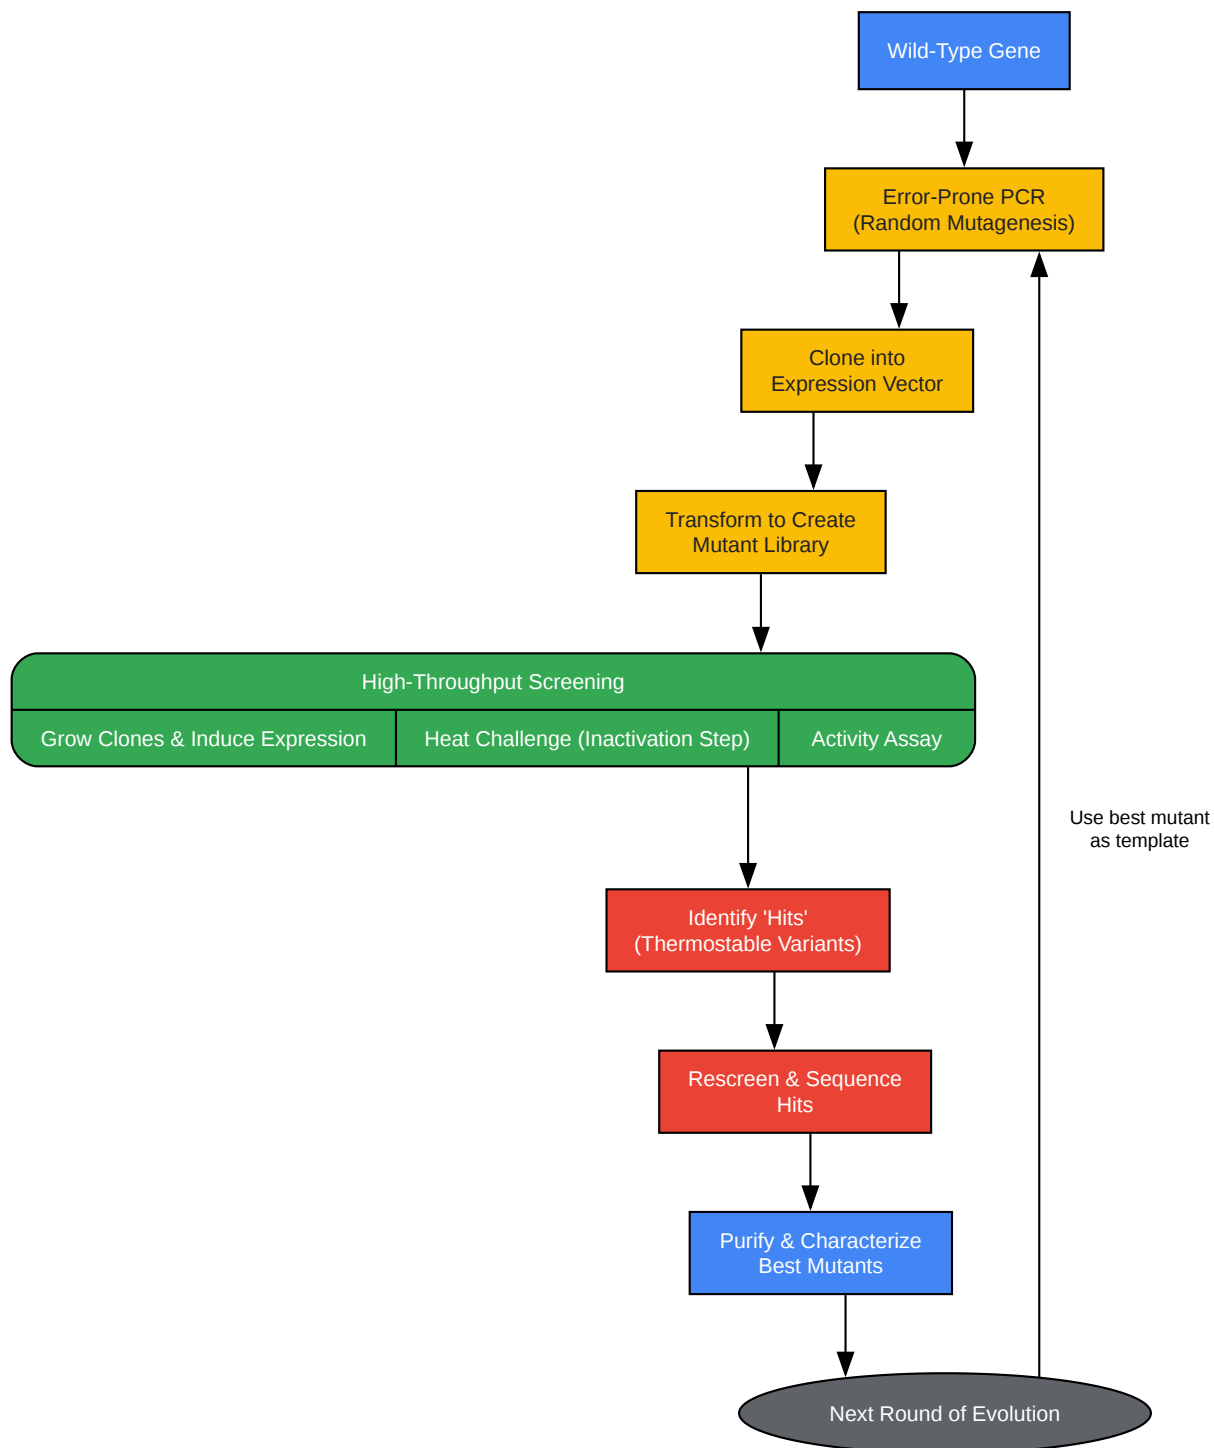 Wild-Type Gene
Error-Prone PCR
(Random Mutagenesis)
Clone into
Expression Vector
Transform to Create
Mutant Library
High-Throughput Screening
Grow Clones & Induce Expression
Heat Challenge (Inactivation Step)
Activity Assay
Use best mutant
as template
Identify 'Hits'
(Thermostable Variants)
Rescreen & Sequence
Hits
Purify & Characterize
Best Mutants
Next Round of Evolution